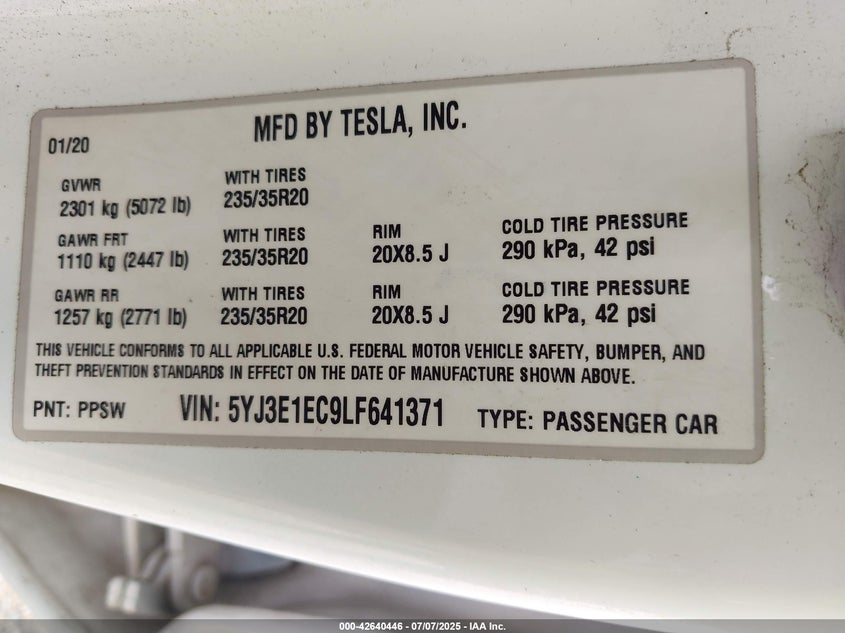 MFD BY TESLA, INC.
01/20
GVWR
2301 kg (5072 lb)
WITH TIRES
235/35R20
GAWR FRT
1110 kg (2447 lb)
WITH TIRES
235/35R20
RIM
20X8.5 J
COLD TIRE PRESSURE
290 kPa, 42 psi
GAWR RR
1257 kg (2771 lb)
WITH TIRES
235/35R20
RIM
20X8.5 J
COLD TIRE PRESSURE
290 kPa, 42 psi
THIS VEHICLE CONFORMS TO ALL APPLICABLE U.S. FEDERAL MOTOR VEHICLE SAFETY, BUMPER, AND
THEFT PREVENTION STANDARDS IN EFFECT ON THE DATE OF MANUFACTURE SHOWN ABOVE.
PNT: PPSW VIN: 5YJ3E1EC9LF641371 TYPE: PASSENGER CAR
000-42640446 - 07/07/2025 - IAA Inc.